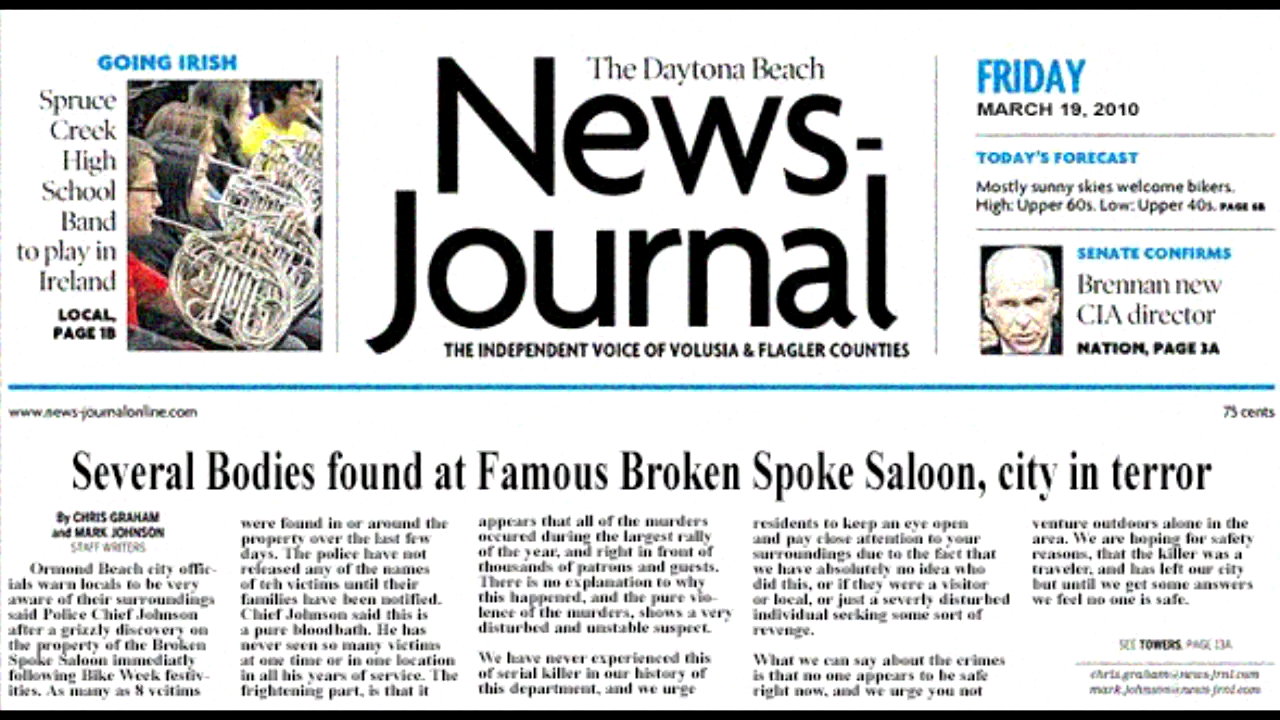 GOING IRISH
Spruce
Creek
High
School
Band
to play in
Ireland
LOCAL,
PAGE 1B
The Daytona Beach
News-
Journal
THE INDEPENDENT VOICE OF VOLUSIA & FLAGLER COUNTIES
FRIDAY
MARCH 19, 2010
TODAY'S FORECAST
Mostly sunny skies welcome bikers.
High: Upper 60s. Low: Upper 40s. PAGE 6B
SENATE CONFIRMS
Brennan new
CIA director
NATION, PAGE 3A
www.news-journalonline.com
75 cents
Several Bodies found at Famous Broken Spoke Saloon, city in terror
By CHRIS GRAHAM
and MARK JOHNSON
STAFF WRITERS
Ormond Beach city offic-
ials warn locals to be very
aware of their surroundings
said Police Chief Johnson
after a grizzly discovery on
the property of the Broken
Spoke Saloon immediatly
following Bike Week festiv-
ities. As many as 8 vcitims
were found in or around the
property over the last few
days. The police have not
released any of the names
of teh victims until their
families have been notified.
Chief Johnson said this is
a pure bloodbath. He has
never seen so many victims
at one time or in one location
in all his years of service. The
frightening part, is that it
appears that all of the murders
occured during the largest rally
of the year, and right in front of
thousands of patrons and guests.
There is no explanation to why
this happened, and the pure vio-
lence of the murders, shows a very
disturbed and unstable suspect.
We have never experienced this
of serial killer in our history of
this department, and we urge
residents to keep an eye open
and pay close attention to your
surroundings due to the fact that
we have absolutely no idea who
did this, or if they were a visitor
or local, or just a severly disturbed
individual seeking some sort of
revenge.
What we can say about the crimes
is that no one appears to be safe
right now, and we urge you not
venture outdoors alone in the
area. We are hoping for safety
reasons, that the killer was a
traveler, and has left our city
but until we get some answers
we feel no one is safe.
SEE TOWERS, PAGE 13A
chris.graham@news-jrnl.com
mark.johnson@news-jrnl.com